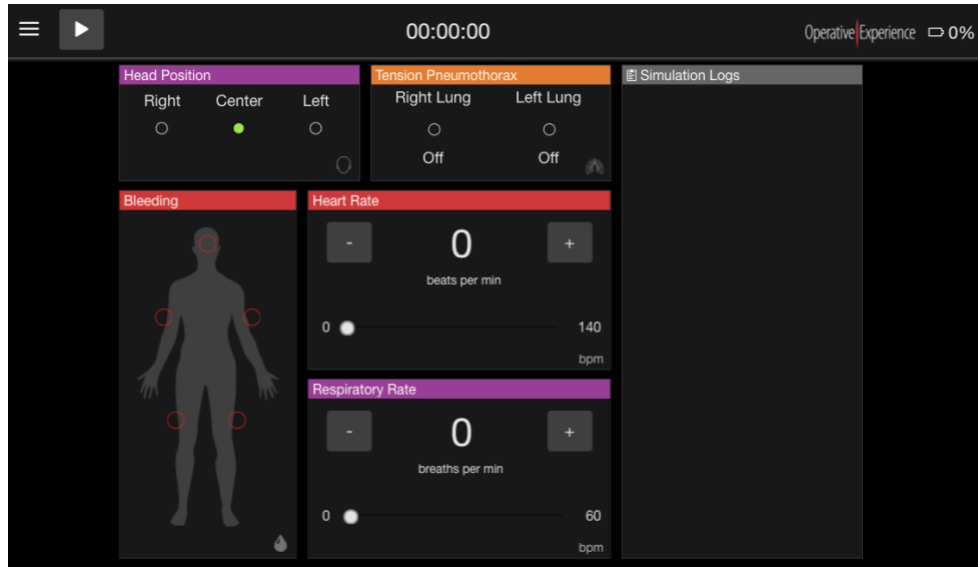 00:00:00
Operative Experience 0%
Head Position
Right Center Left
Tension Pneumothorax
Right Lung Left Lung
Off Off
Simulation Logs
Bleeding
Heart Rate
- 0 +
beats per min
0 140
bpm
Respiratory Rate
- 0 +
breaths per min
0 60
bpm